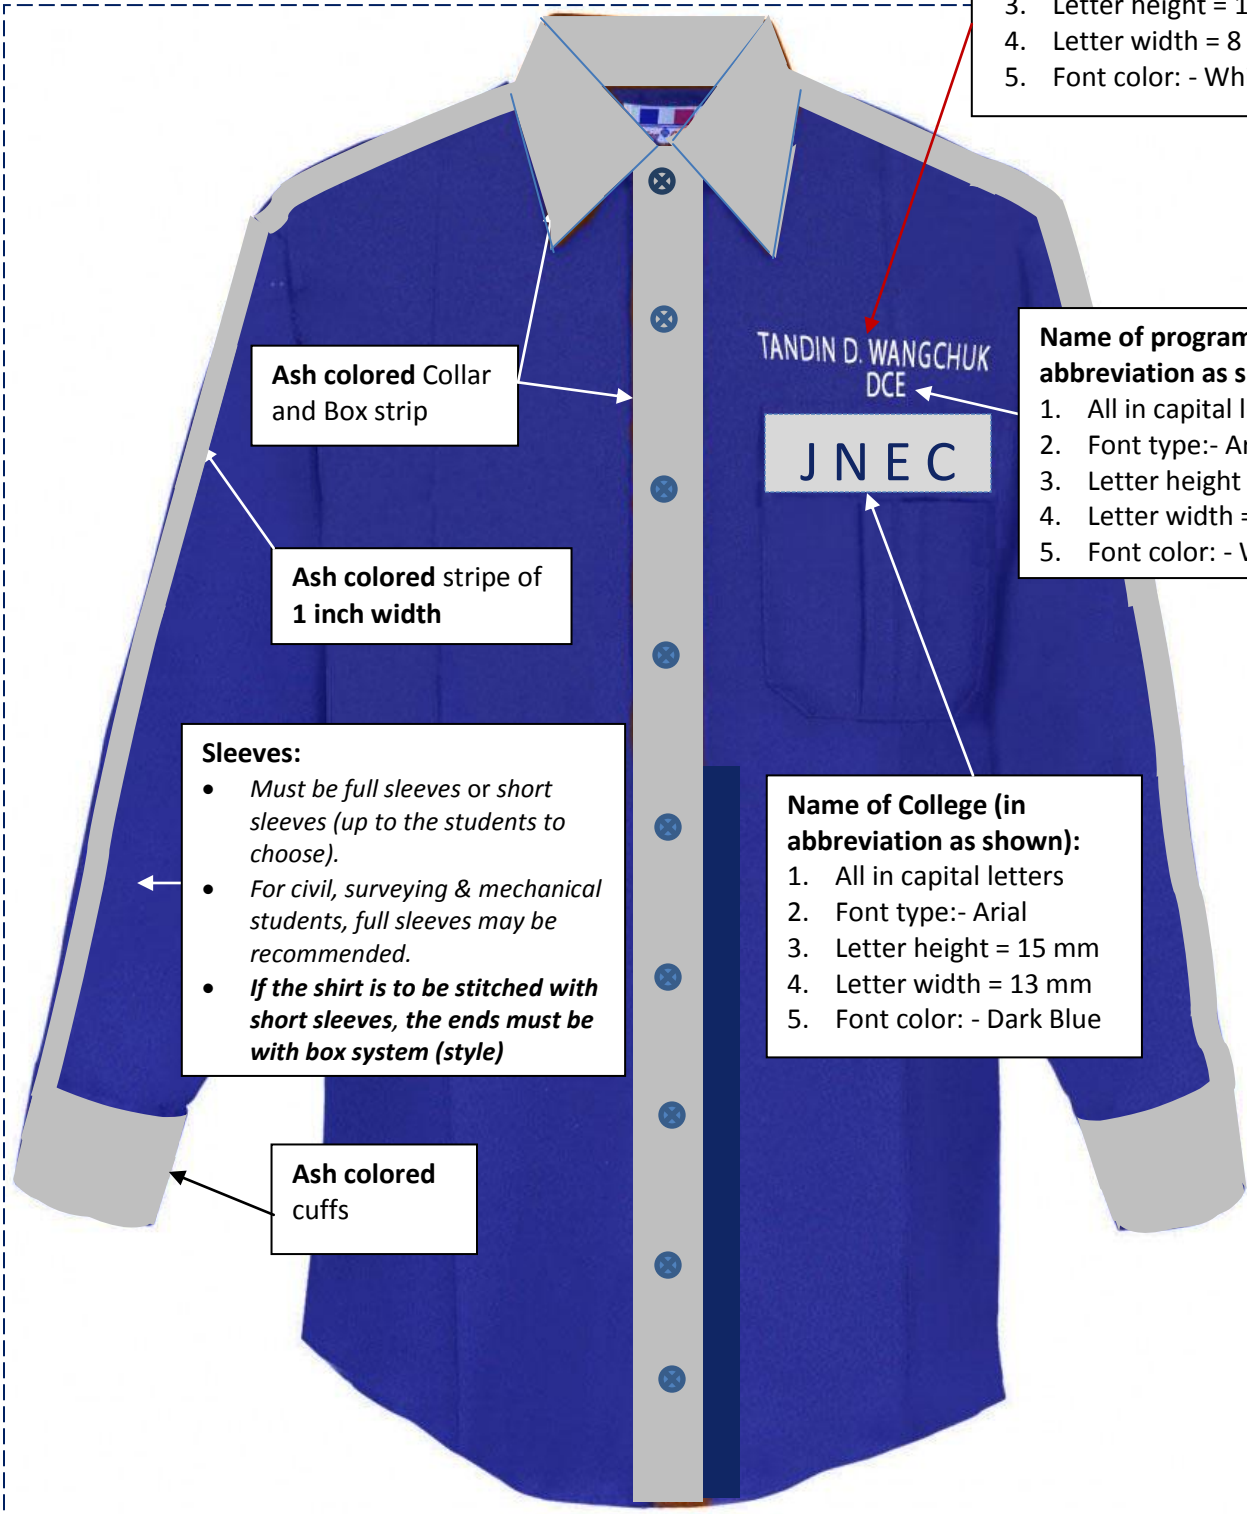 3. Letter height = 1
4. Letter width = 8
5. Font color: - Wh
TANDIN D. WANGCHUK
DCE
J N E C
Ash colored Collar
and Box strip
Name of program
abbreviation as s
1. All in capital l
2. Font type:- Ar
3. Letter height
4. Letter width =
5. Font color: - W
Ash colored stripe of
1 inch width
Sleeves:
• Must be full sleeves or short
sleeves (up to the students to
choose).
• For civil, surveying & mechanical
students, full sleeves may be
recommended.
• If the shirt is to be stitched with
short sleeves, the ends must be
with box system (style)
Name of College (in
abbreviation as shown):
1. All in capital letters
2. Font type:- Arial
3. Letter height = 15 mm
4. Letter width = 13 mm
5. Font color: - Dark Blue
Ash colored
cuffs